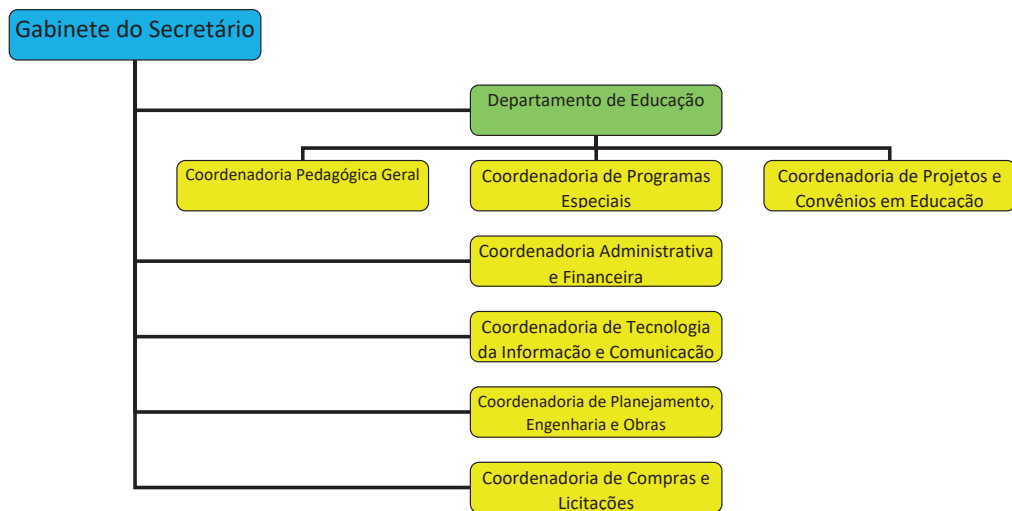 Gabinete do Secretário
Departamento de Educação
Coordenadoria Pedagógica Geral
Coordenadoria de Programas
Especiais
Coordenadoria de Projetos e
Convênios em Educação
Coordenadoria Administrativa
e Financeira
Coordenadoria de Tecnologia
da Informação e Comunicação
Coordenadoria de Planejamento,
Engenharia e Obras
Coordenadoria de Compras e
Licitações